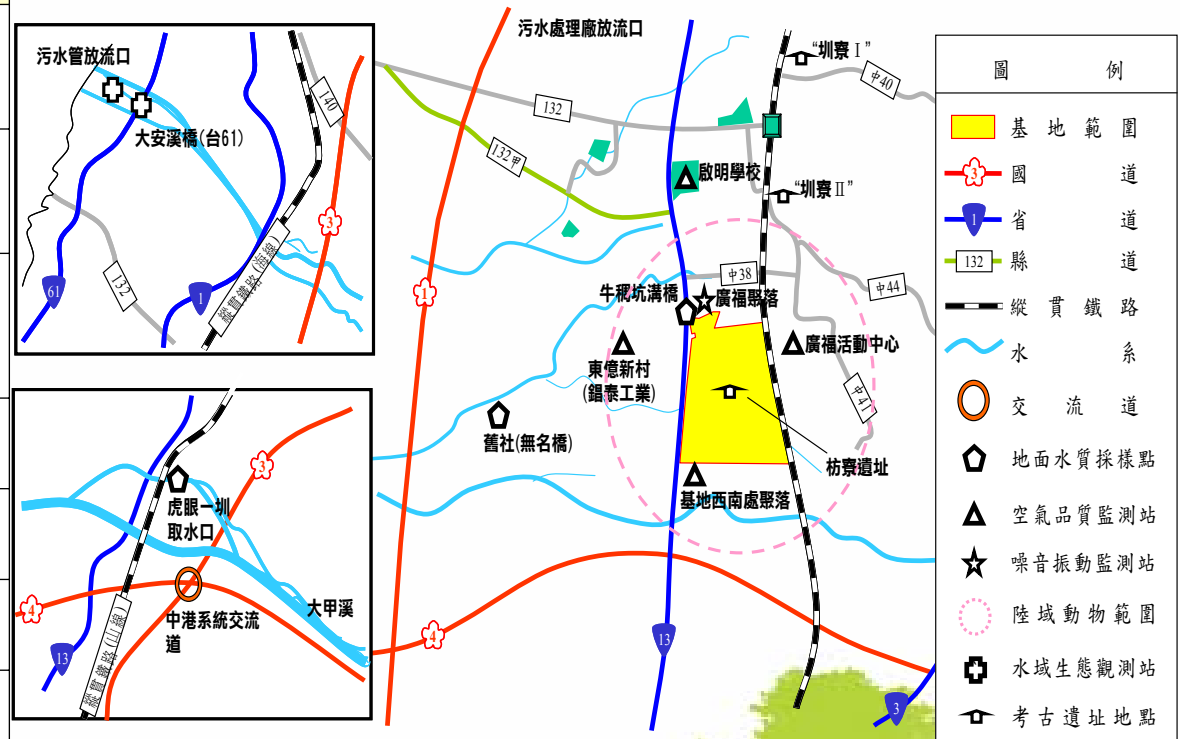 污水管放流口
大安溪橋(台61)
140
3
132
61
1
縱貫鐵路(海線)
虎眼一圳
取水口
3
大甲溪
4
中港系統交流
道
13
縱貫鐵路(山線)
污水處理廠放流口
“圳寮Ⅰ”
中40
132
132甲
啟明學校
“圳寮Ⅱ”
中38
中44
1
牛稠坑溝橋
廣福聚落
東億新村
(錩泰工業)
廣福活動中心
中41
舊社(無名橋)
枋寮遺址
基地西南處聚落
4
13
3
圖 例
基地範圍
3 國道
1 省道
132 縣道
縱貫鐵路
水系
交流道
地面水質採樣點
空氣品質監測站
噪音振動監測站
陸域動物範圍
水域生態觀測站
考古遺址地點